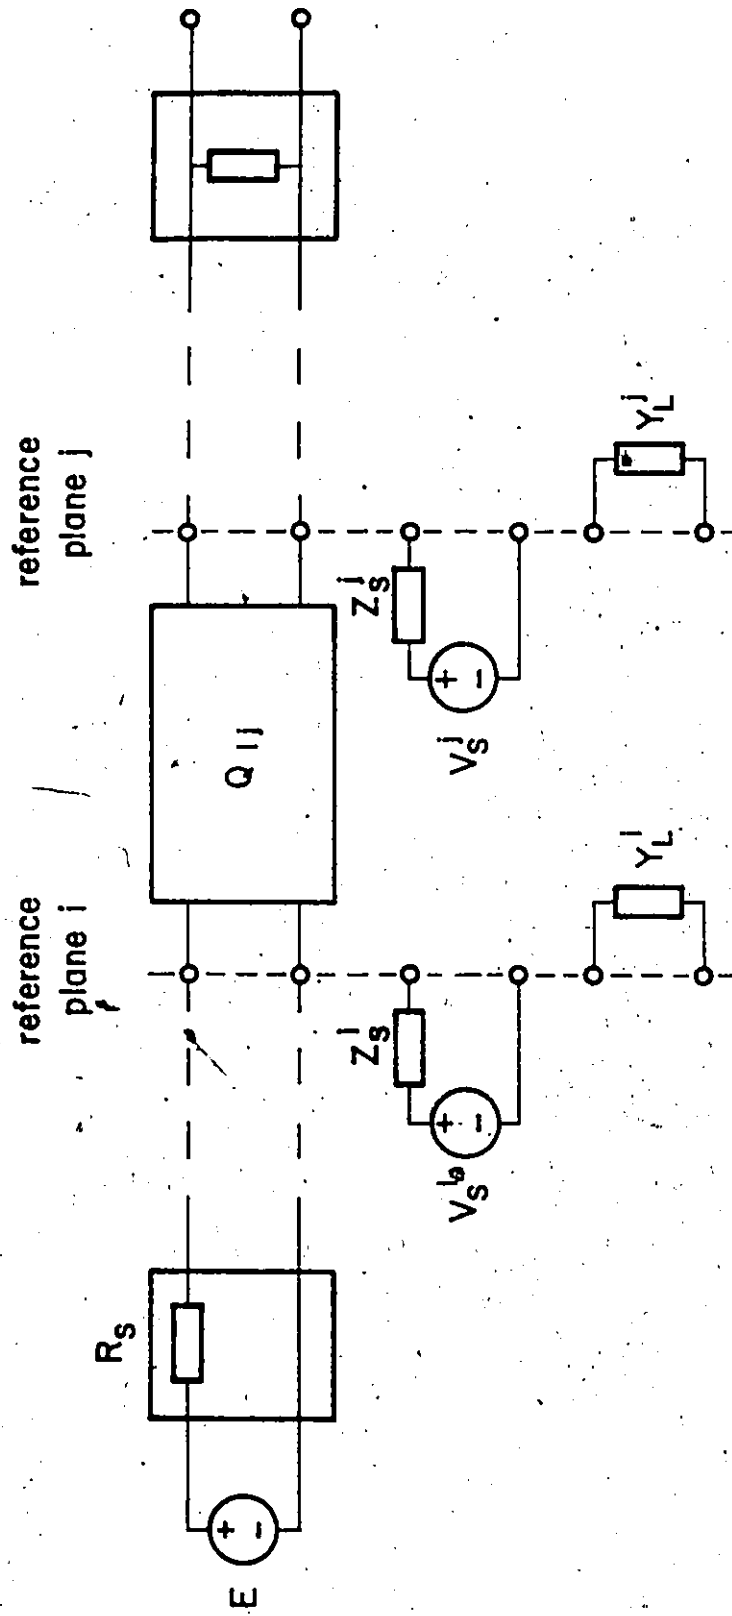 reference
plane i
reference
plane j
E
R_S
Q_ij
V_S^i
Z_S^i
Y_L^i
V_S^j
Z_S^j
Y_L^j